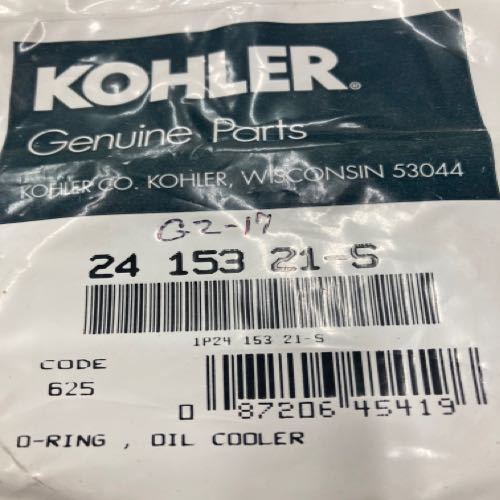 KOHLER®
Genuine Parts
KOHLER CO. KOHLER, WISCONSIN 53044
G2-17
24 153 21-S
1P24 153 21-S
CODE
625
0 87206 45419
O-RING , OIL COOLER